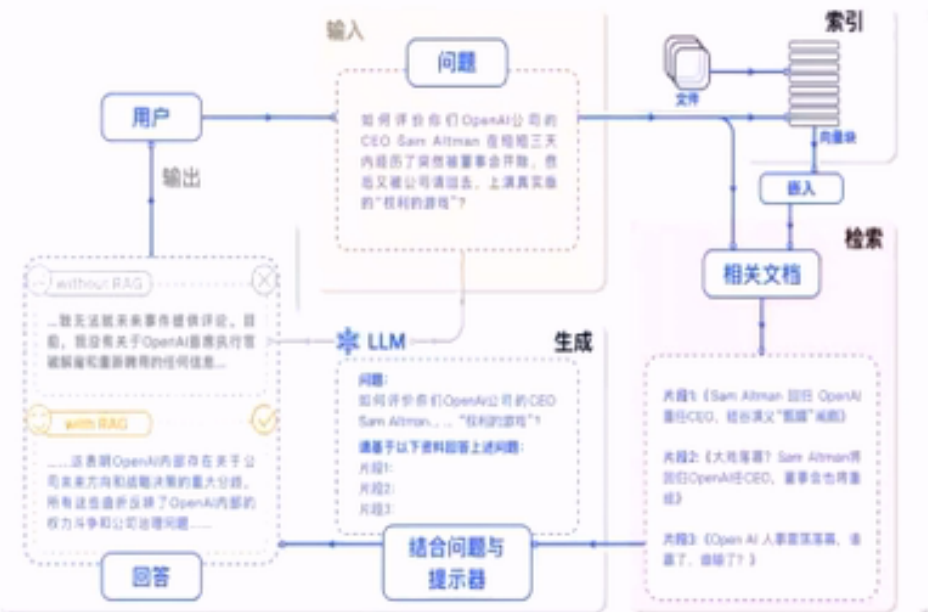 输入
问题
如何评价你们OpenAI公司的
CEO Sam Altman 在短短三天
内经历了突然被董事会开除,然
后又被公司请回去,上演真实版
的“权利的游戏”?
用户
输出
索引
文件
向量块
嵌入
检索
相关文档
without RAG
...我无法就未来事件提供评论。目
前,我没有关于OpenAI首席执行官
被解雇和重新聘用的任何信息...
with RAG
......这表明OpenAI内部存在关于公
司未来方向和战略决策的重大分歧。
所有这些曲折反映了OpenAI内部的
权力斗争和公司治理问题......
回答
LLM
生成
问题:
如何评价你们OpenAI公司的CEO
Sam Altman......“权利的游戏”?
请基于以下资料回答上述问题:
片段1:
片段2:
片段3:
结合问题与
提示器
片段1:《Sam Altman 回归 OpenAI
重任CEO,硅谷演义“甄嬛”
片段2:《大戏落幕?Sam Altman将
回归OpenAI任CEO,董事会也将重
组》
片段3:《Open AI 人事震荡落幕,谁
赢了,谁输了?》